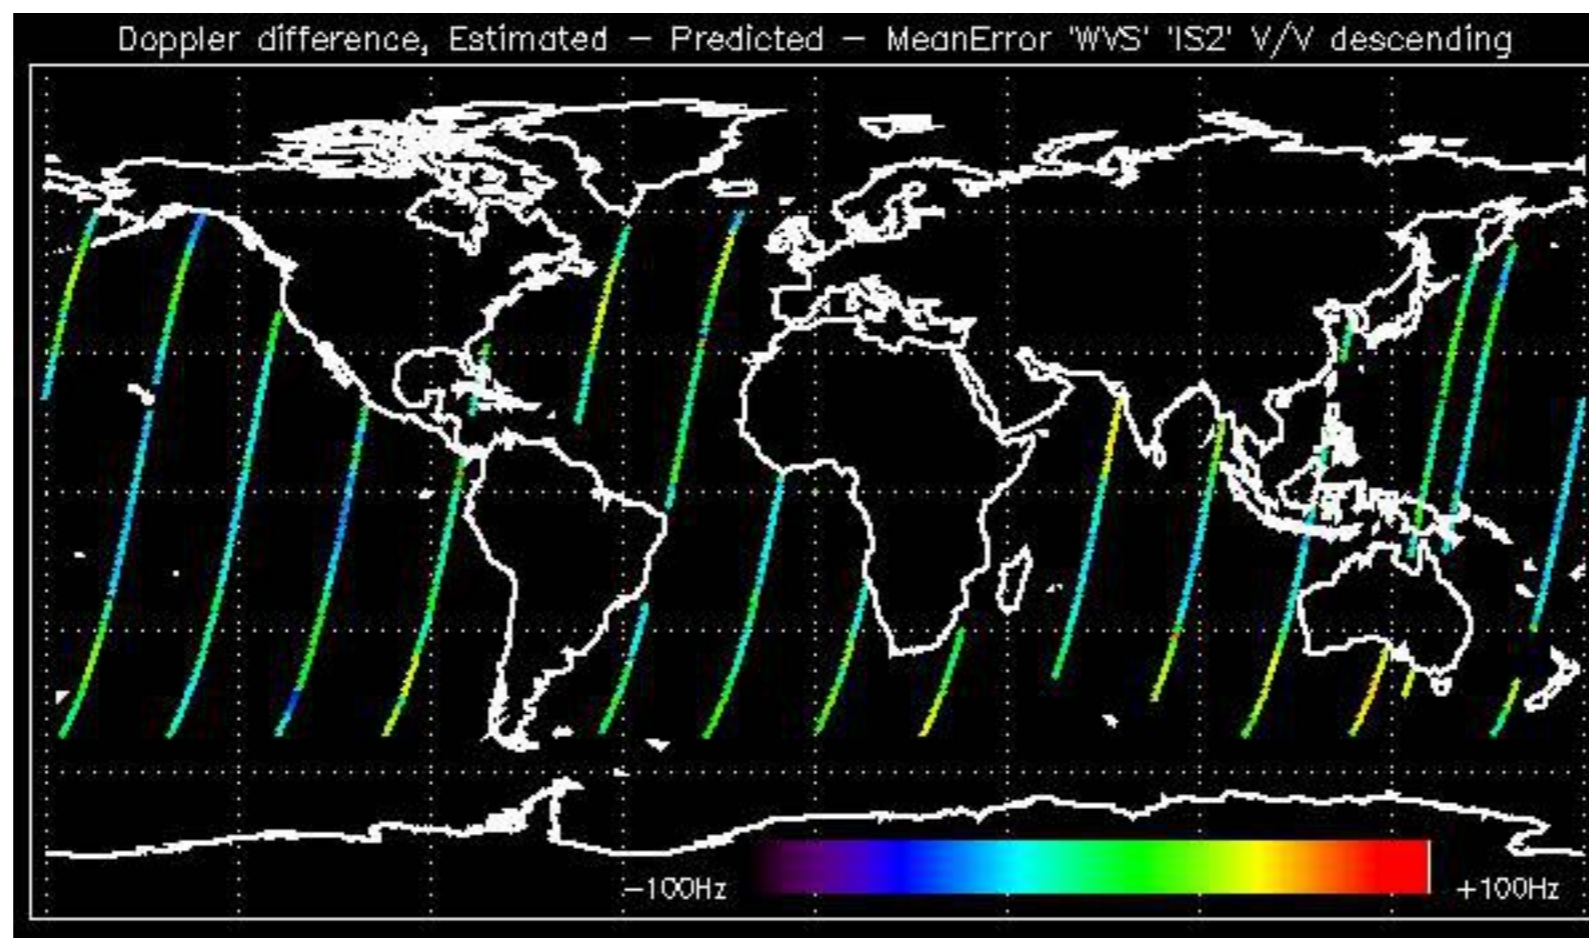 Doppler difference, Estimated - Predicted - MeanError 'WVS' 'IS2' V/V descending
-100Hz +100Hz